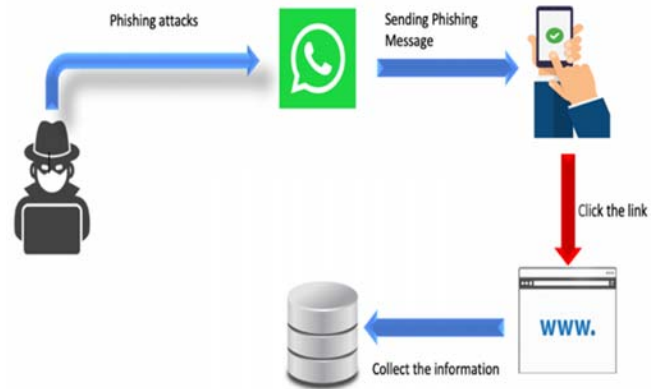 Phishing attacks
Sending Phishing
Message
Click the link
www.
Collect the information